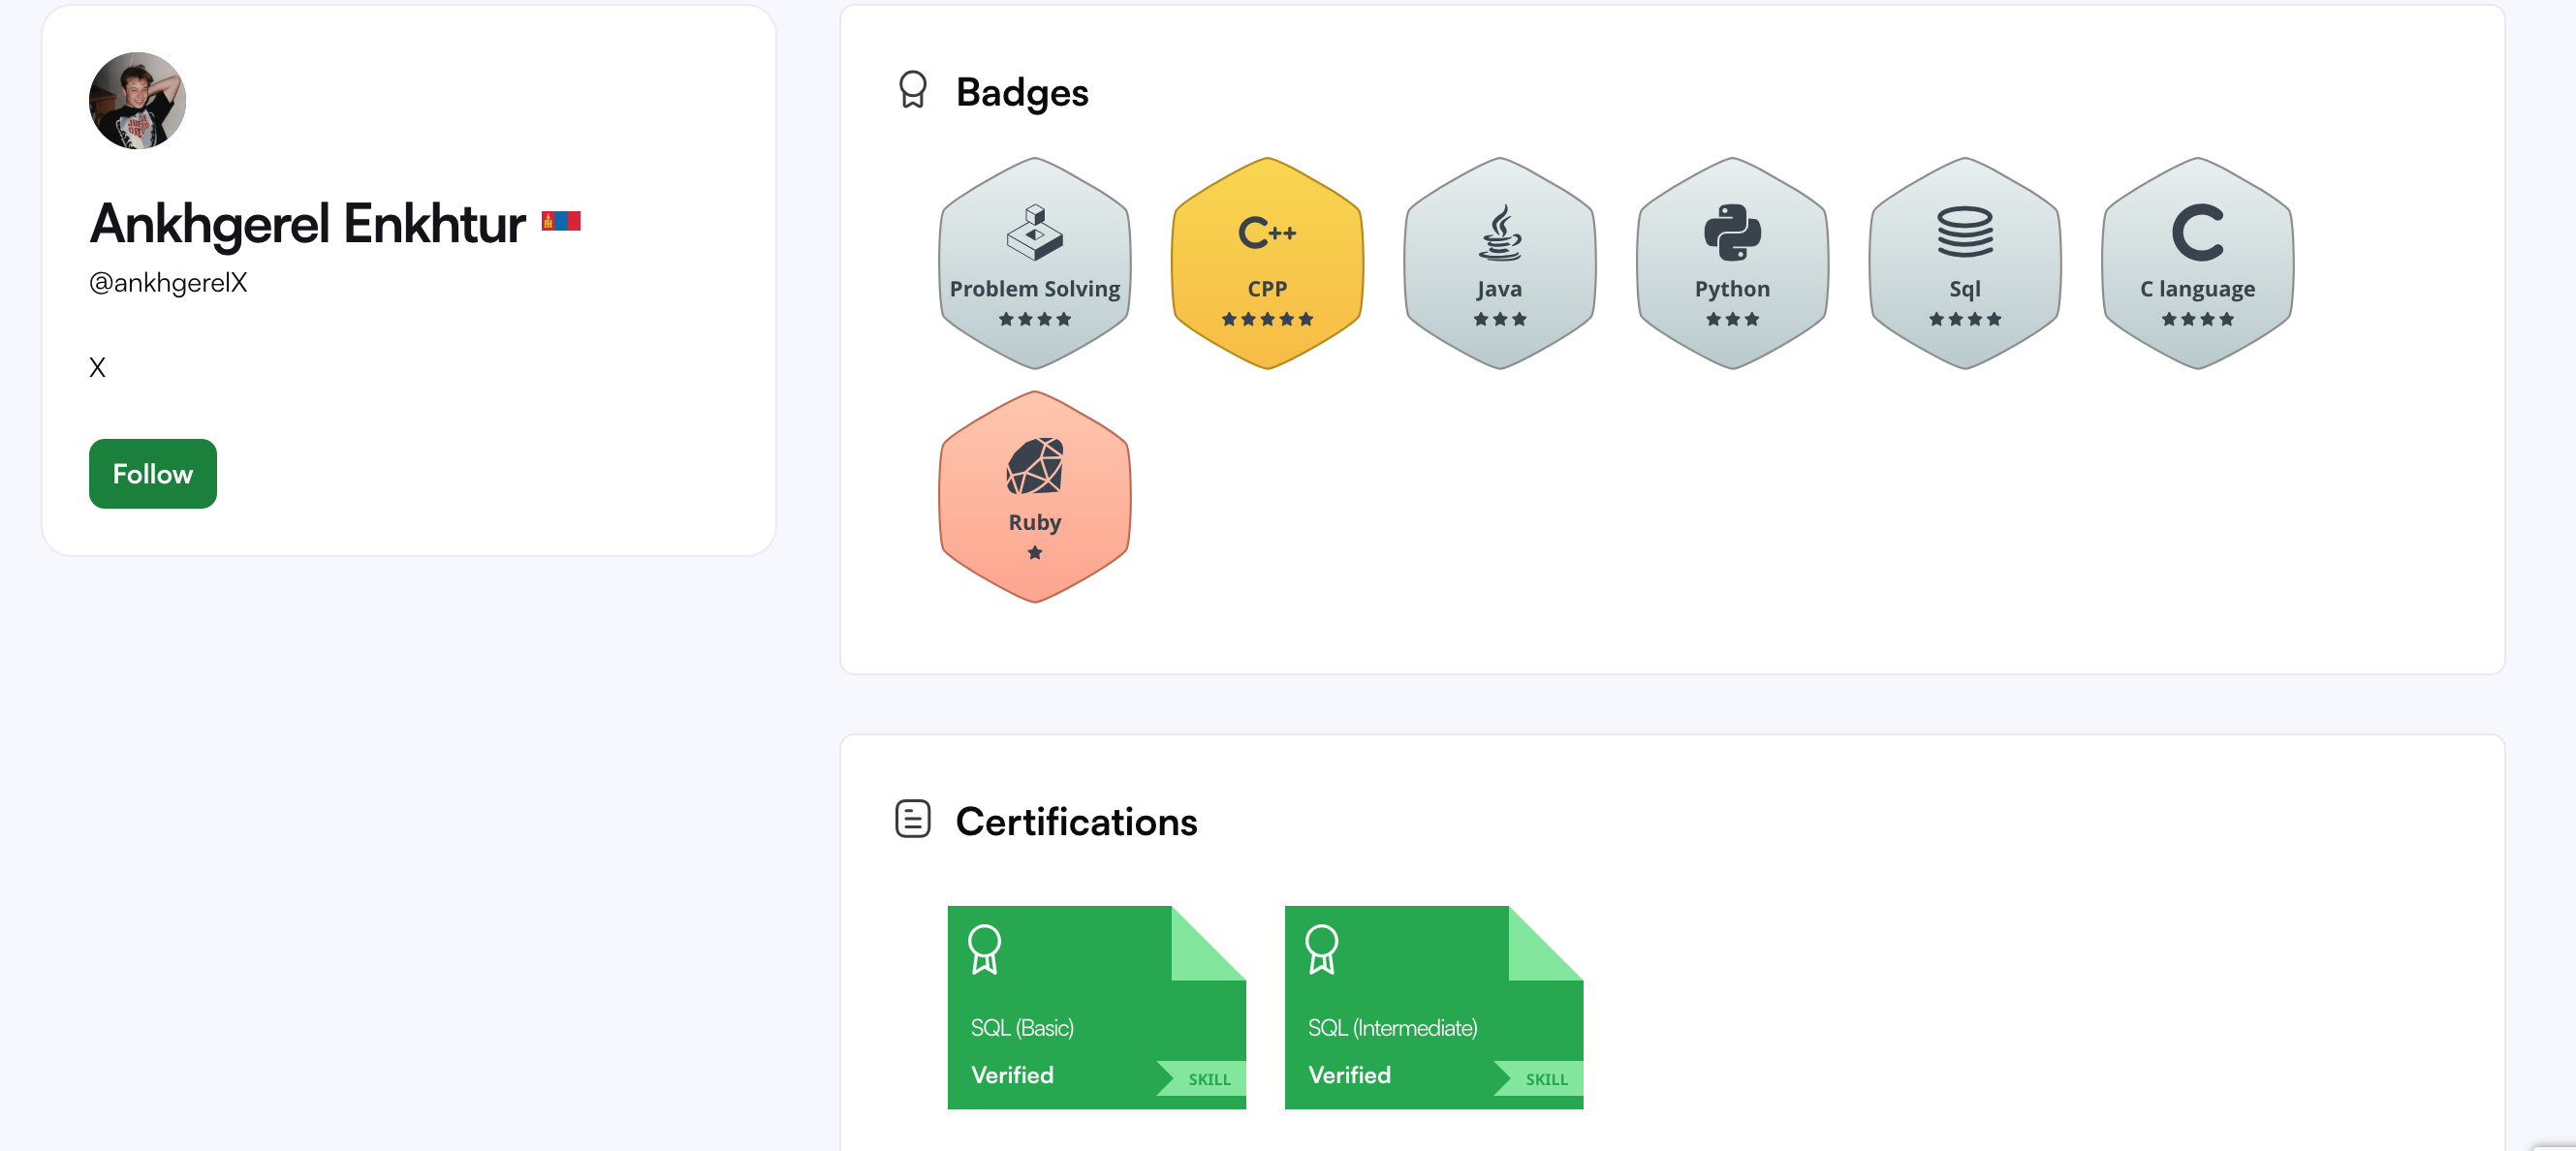 Ankhgerel Enkhtur
@ankhgerelX
X
Follow
Badges
C++
Problem Solving
CPP
Java
Python
Sql
C language
Ruby
Certifications
SQL (Basic)
Verified
SKILL
SQL (Intermediate)
Verified
SKILL